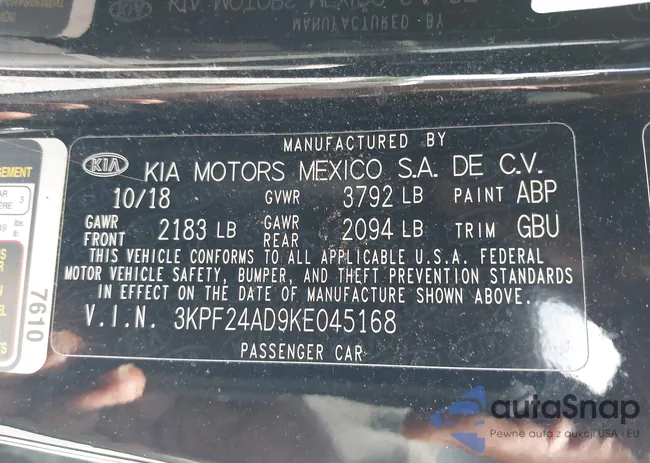 MANUFACTURED BY
KIA KIA MOTORS MEXICO S.A. DE C.V.
10/18 GVWR 3792 LB PAINT ABP
GAWR FRONT 2183 LB GAWR REAR 2094 LB TRIM GBU
THIS VEHICLE CONFORMS TO ALL APPLICABLE U.S.A. FEDERAL
MOTOR VEHICLE SAFETY, BUMPER, AND THEFT PREVENTION STANDARDS
IN EFFECT ON THE DATE OF MANUFACTURE SHOWN ABOVE.
V.I.N. 3KPF24AD9KE045168
PASSENGER CAR
7610
autoSnap
Pewne auta z aukcji USA i EU